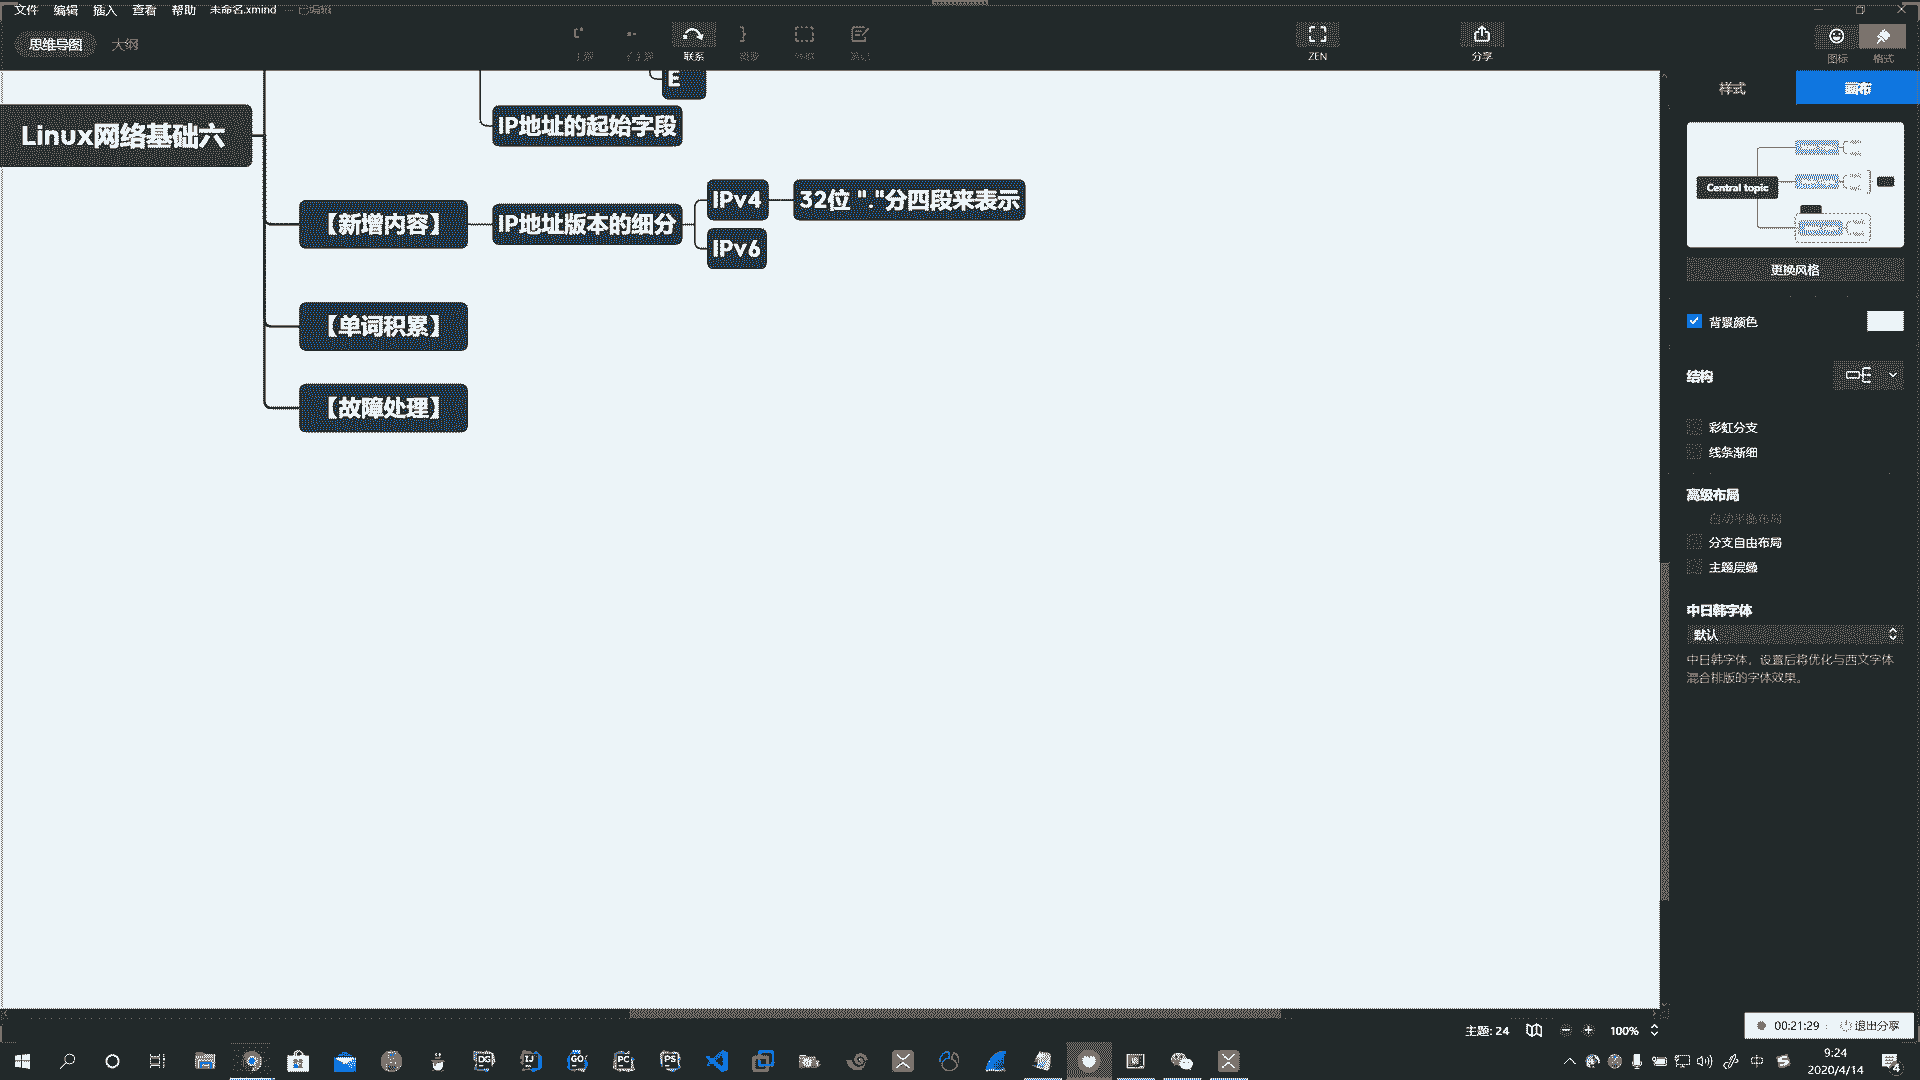 文件 编辑 插入 查看 帮助 未命名.xmind — 已编辑
思维导图 大纲
联系
ZEN
分享
图标 格式
样式 画布
E
IP地址的起始字段
Linux网络基础六
【新增内容】
IP地址版本的细分
IPv4
32位 "."分四段来表示
IPv6
【单词积累】
【故障处理】
Central topic
更换风格
背景颜色
结构
彩虹分支
线条渐细
高级布局
自动平衡布局
分支自由布局
主题层叠
中日韩字体
默认
中日韩字体，设置后将优化与西文字体
混合排版的字体效果。
主题: 24
100%
00:21:29
退出分享
DG IJ GO PC PS
中
9:24
2020/4/14
4